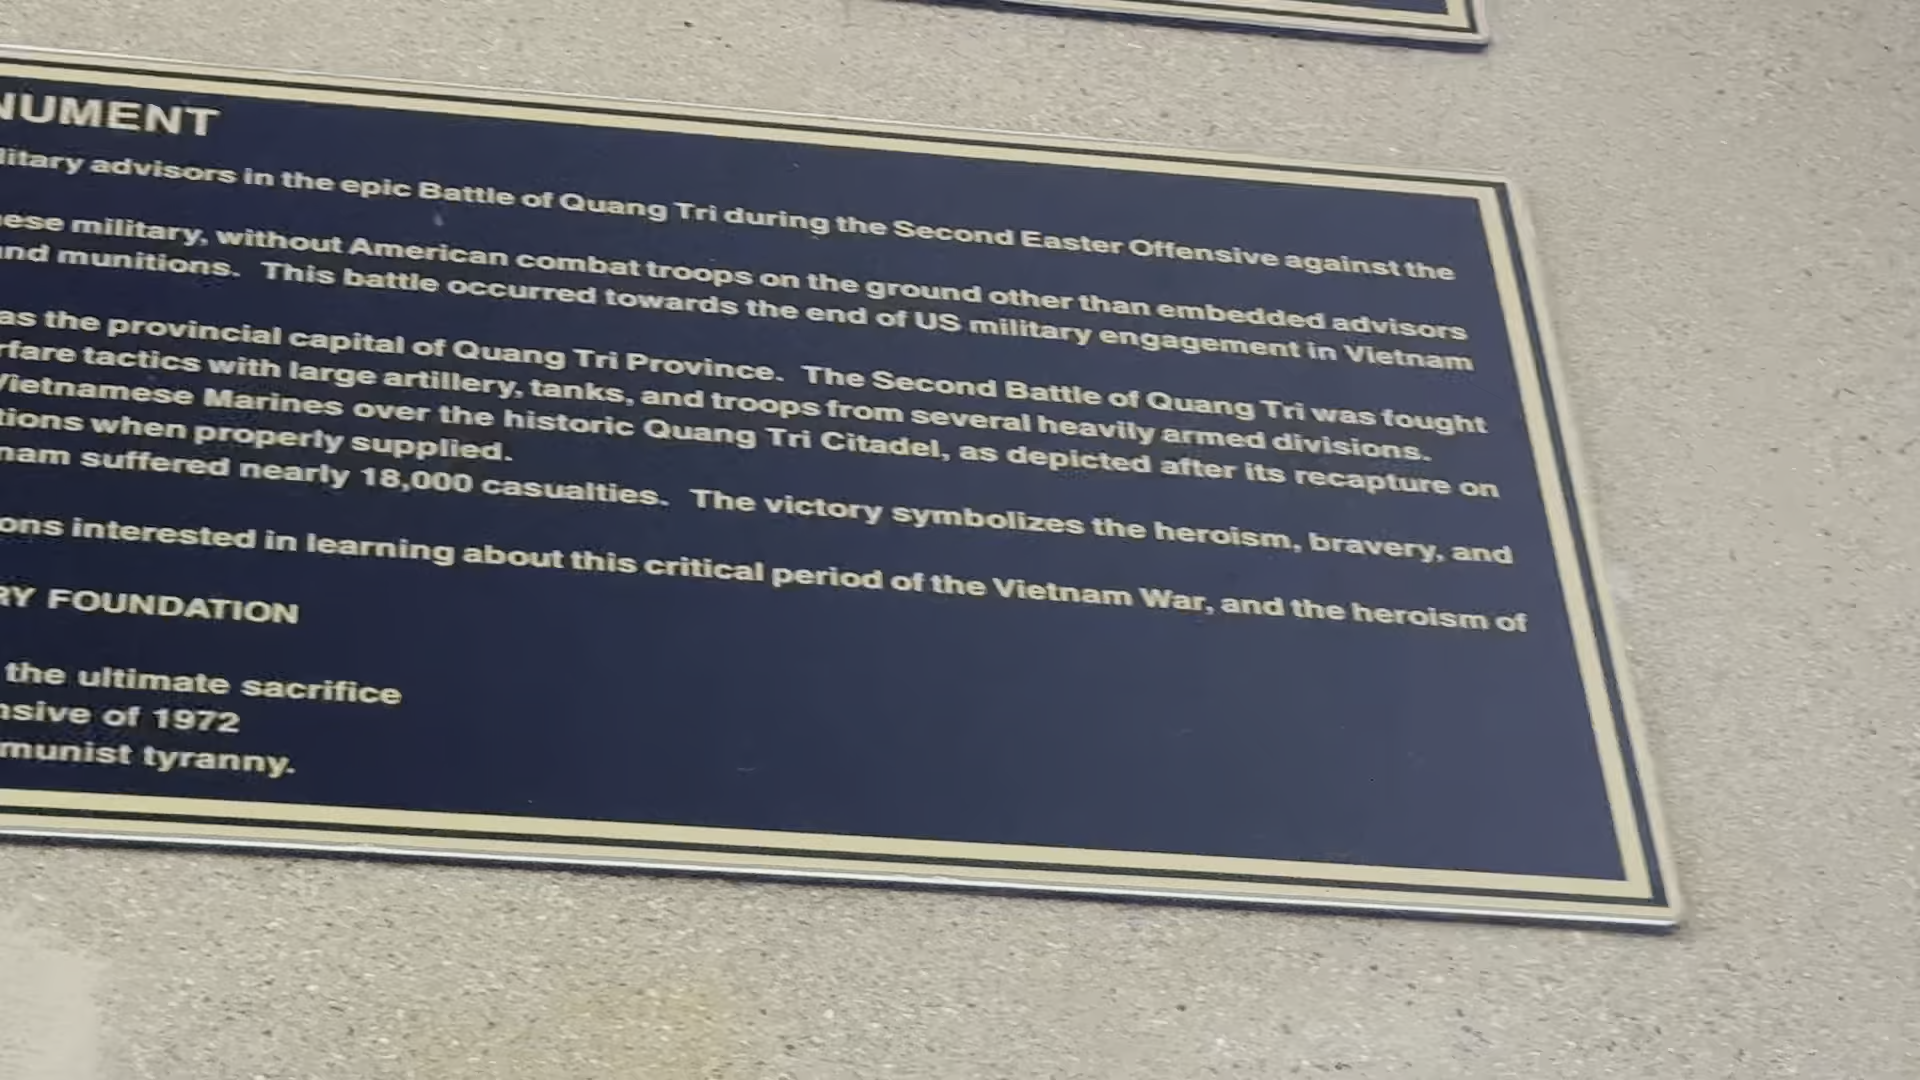 NUMENT
litary advisors in the epic Battle of Quang Tri during the Second Easter Offensive against the
ese military, without American combat troops on the ground other than embedded advisors
nd munitions. This battle occurred towards the end of US military engagement in Vietnam
as the provincial capital of Quang Tri Province. The Second Battle of Quang Tri was fought
rfare tactics with large artillery, tanks, and troops from several heavily armed divisions.
Vietnamese Marines over the historic Quang Tri Citadel, as depicted after its recapture on
tions when properly supplied.
nam suffered nearly 18,000 casualties. The victory symbolizes the heroism, bravery, and
ons interested in learning about this critical period of the Vietnam War, and the heroism of
RY FOUNDATION
the ultimate sacrifice
nsive of 1972
munist tyranny.